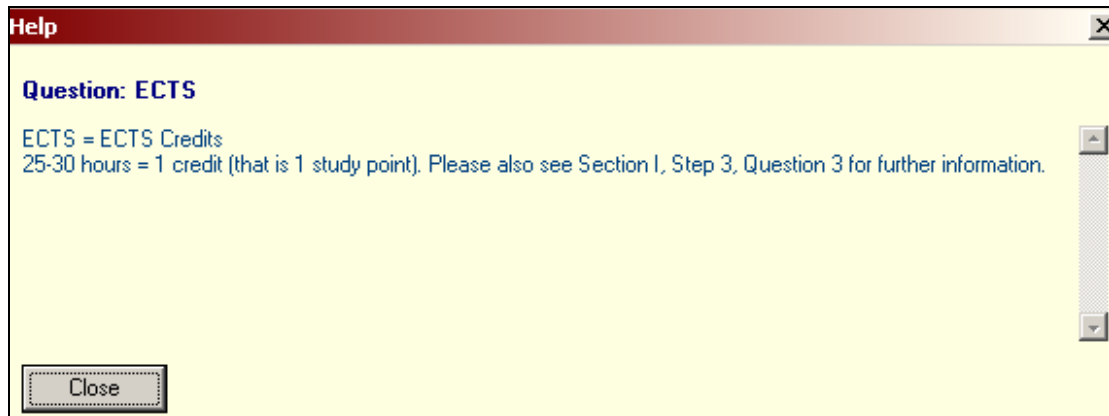 Help
Question: ECTS
ECTS = ECTS Credits
25-30 hours = 1 credit (that is 1 study point). Please also see Section I, Step 3, Question 3 for further information.
Close